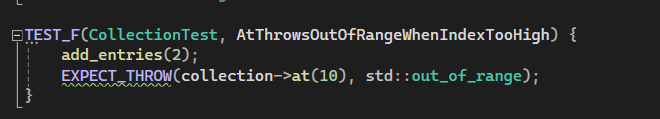 TEST_F(CollectionTest, AtThrowsOutOfRangeWhenIndexTooHigh) {
    add_entries(2);
    EXPECT_THROW(collection->at(10), std::out_of_range);
}